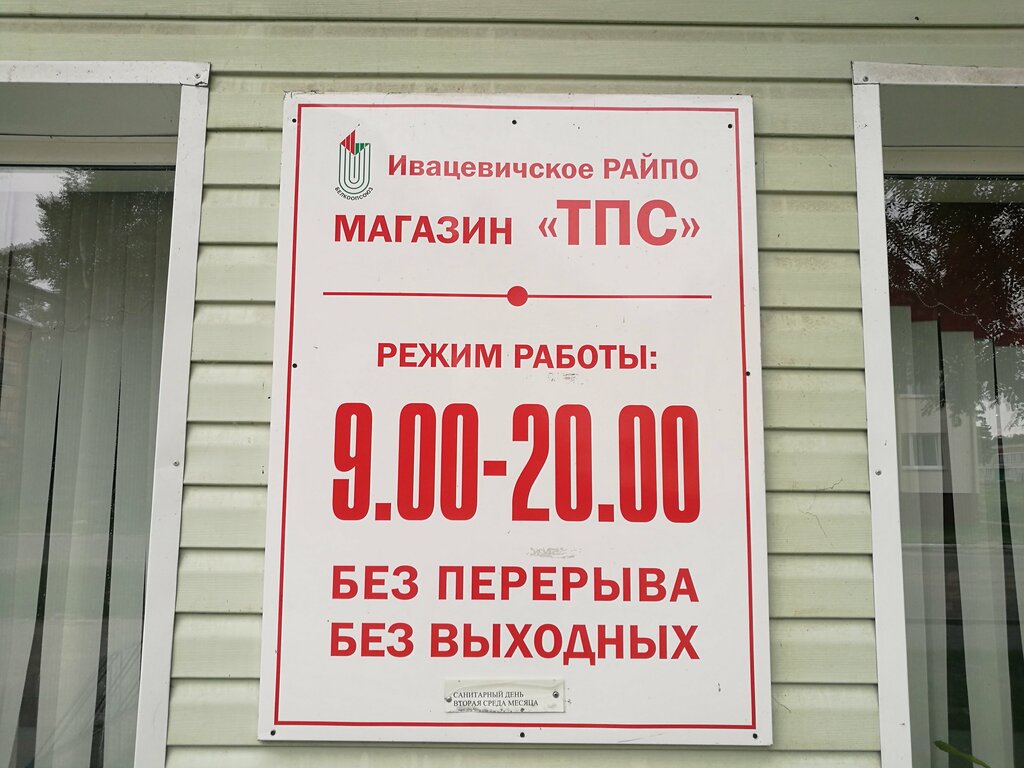 БЕЛКООПСОЮЗ
Ивацевичское РАЙПО
МАГАЗИН «ТПС»
РЕЖИМ РАБОТЫ:
9.00-20.00
БЕЗ ПЕРЕРЫВА
БЕЗ ВЫХОДНЫХ
САНИТАРНЫЙ ДЕНЬ
ВТОРАЯ СРЕДА МЕСЯЦА